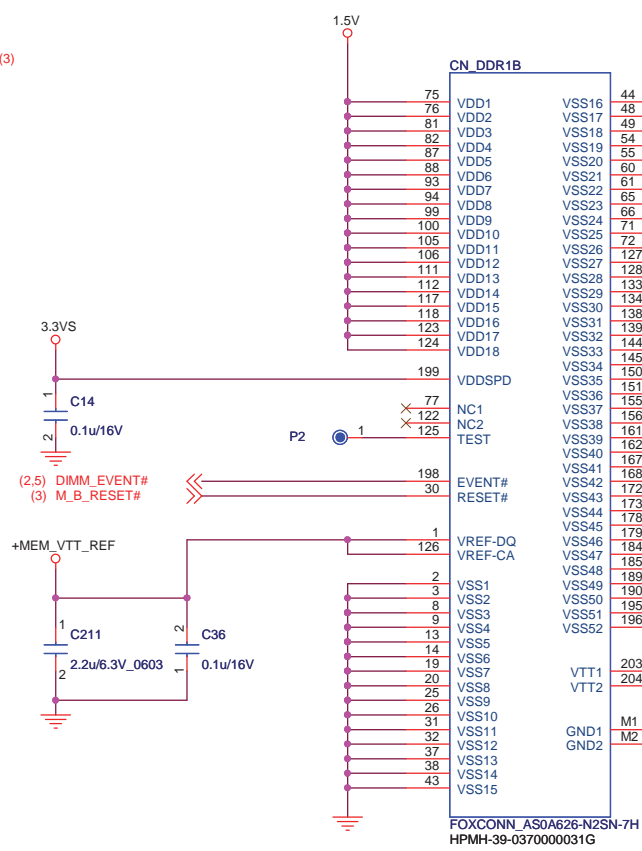 1.5V
(3)
CN_DDR1B
75 VDD1 VSS16 44
76 VDD2 VSS17 48
81 VDD3 VSS18 49
82 VDD4 VSS19 54
87 VDD5 VSS20 55
88 VDD6 VSS21 60
93 VDD7 VSS22 61
94 VDD8 VSS23 65
99 VDD9 VSS24 66
100 VDD10 VSS25 71
105 VDD11 VSS26 72
106 VDD12 VSS27 127
111 VDD13 VSS28 128
112 VDD14 VSS29 133
117 VDD15 VSS30 134
118 VDD16 VSS31 138
123 VDD17 VSS32 139
124 VDD18 VSS33 144
3.3VS
VSS34 145
199 VDDSPD VSS35 150
VSS36 151
1 C14
77 NC1 VSS37 155
122 NC2 VSS38 156
2 0.1u/16V
P2 1 125 TEST VSS39 161
VSS40 162
VSS41 167
(2,5) DIMM_EVENT# 198 EVENT# VSS42 168
(3) M_B_RESET# 30 RESET# VSS43 172
VSS44 173
VSS45 178
+MEM_VTT_REF
1 VREF-DQ VSS46 179
126 VREF-CA VSS47 184
VSS48 185
2 VSS1 VSS49 189
3 VSS2 VSS50 190
8 VSS3 VSS51 195
9 VSS4 VSS52 196
1 C211 2 C36
13 VSS5
14 VSS6
2 2.2u/6.3V_0603 1 0.1u/16V
19 VSS7 VTT1 203
20 VSS8 VTT2 204
25 VSS9
26 VSS10
31 VSS11 GND1 M1
32 VSS12 GND2 M2
37 VSS13
38 VSS14
43 VSS15
FOXCONN_AS0A626-N2SN-7H
HPMH-39-0370000031G